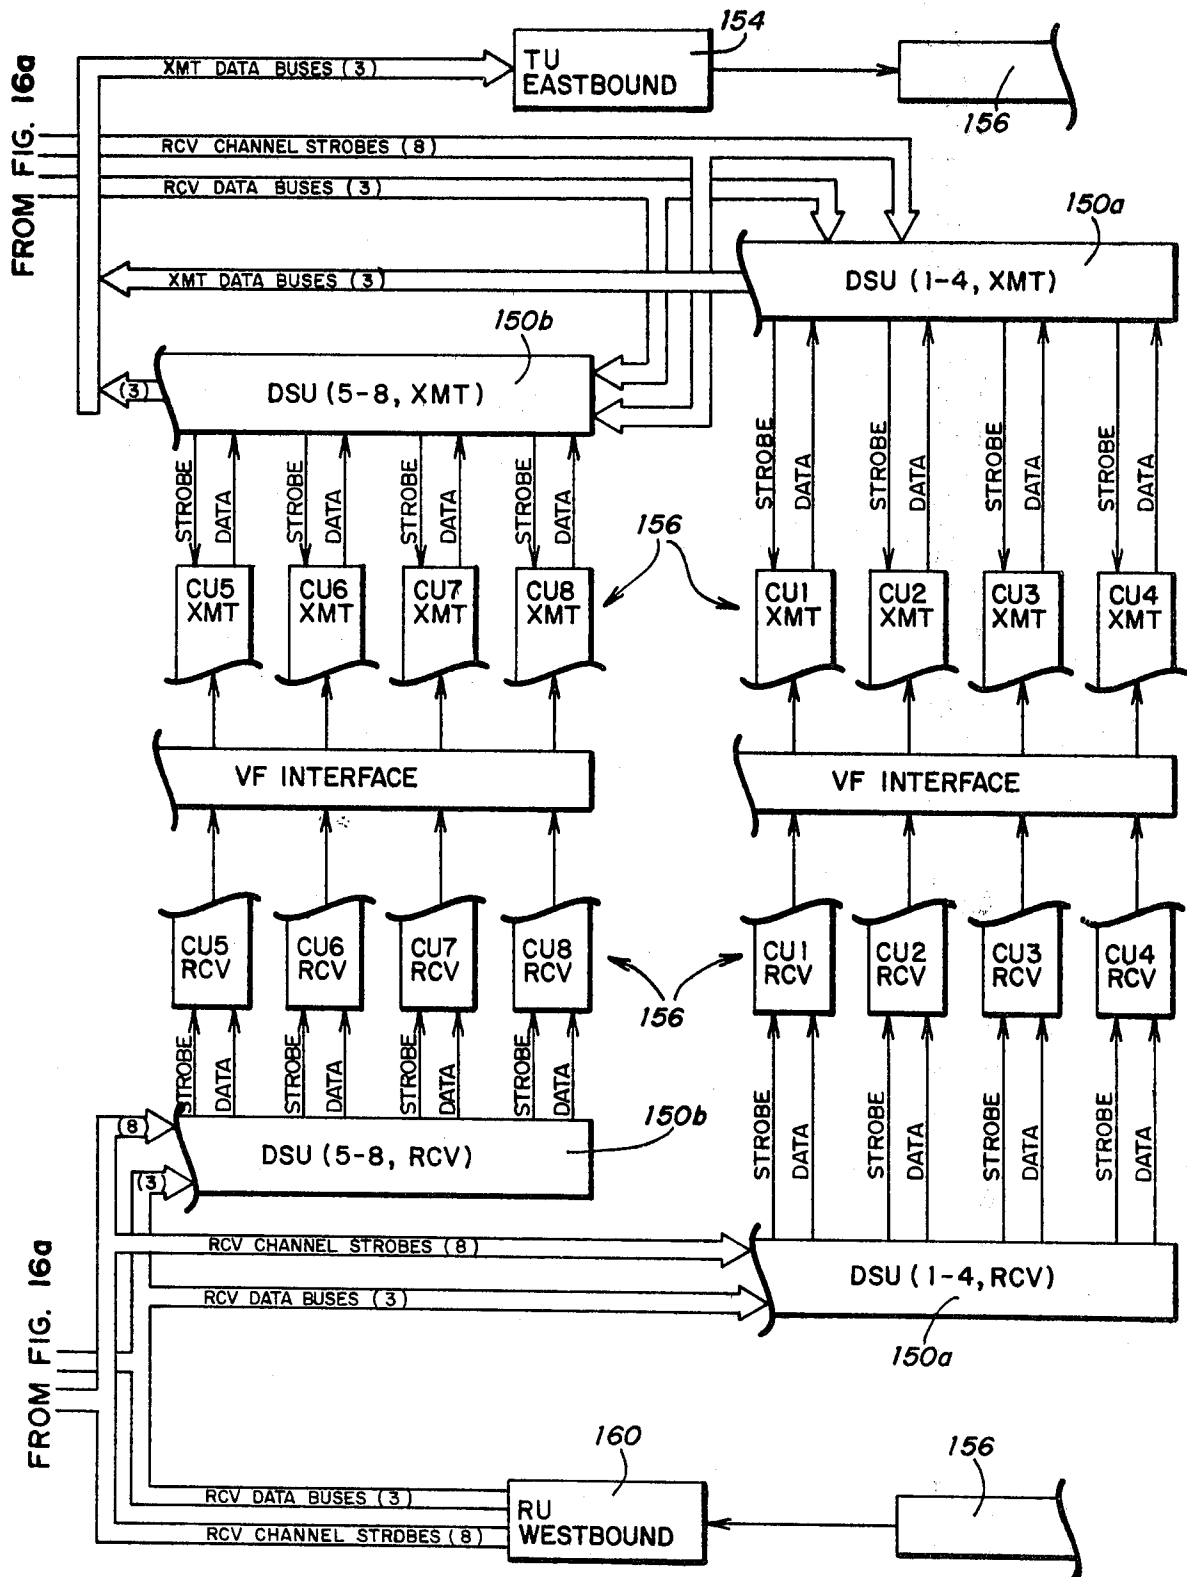 154
TU
EASTBOUND
156
XMT DATA BUSES (3)
FROM FIG. 16a
RCV CHANNEL STROBES (8)
RCV DATA BUSES (3)
150a
DSU (1-4, XMT)
XMT DATA BUSES (3)
150b
DSU (5-8, XMT)
(3)
STROBE
DATA
STROBE
DATA
STROBE
DATA
STROBE
DATA
STROBE
DATA
STROBE
DATA
STROBE
DATA
STROBE
DATA
156
CU5
XMT
CU6
XMT
CU7
XMT
CU8
XMT
CU1
XMT
CU2
XMT
CU3
XMT
CU4
XMT
VF INTERFACE
VF INTERFACE
CU5
RCV
CU6
RCV
CU7
RCV
CU8
RCV
CU1
RCV
CU2
RCV
CU3
RCV
CU4
RCV
156
STROBE
DATA
STROBE
DATA
STROBE
DATA
STROBE
DATA
STROBE
DATA
STROBE
DATA
STROBE
DATA
STROBE
DATA
150b
(8)
DSU (5-8, RCV)
(3)
RCV CHANNEL STROBES (8)
DSU (1-4, RCV)
RCV DATA BUSES (3)
150a
FROM FIG. 16a
160
156
RCV DATA BUSES (3)
RU
WESTBOUND
RCV CHANNEL STROBES (8)